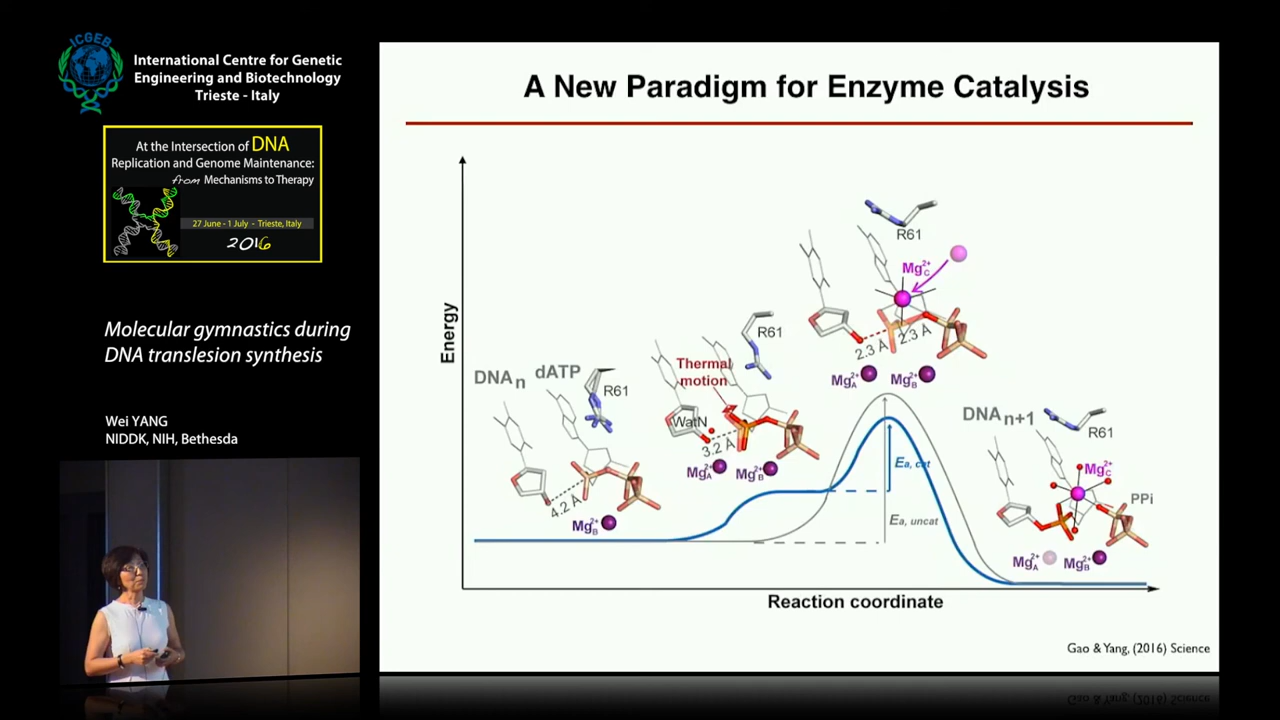 ICGEB
International Centre for Genetic
Engineering and Biotechnology
Trieste - Italy
At the Intersection of DNA
Replication and Genome Maintenance:
from Mechanisms to Therapy
27 June - 1 July - Trieste, Italy
2016
Molecular gymnastics during
DNA translesion synthesis
Wei YANG
NIDDK, NIH, Bethesda
A New Paradigm for Enzyme Catalysis
Energy
DNAn
dATP
R61
4.2 Å
Mg2+B
Thermal
motion
R61
WatN
3.2 Å
Mg2+A
Mg2+B
R61
Mg2+C
2.3 Å
2.3 Å
Mg2+A
Mg2+B
Ea, cat
Ea, uncat
DNAn+1
R61
Mg2+C
PPi
Mg2+A
Mg2+B
Reaction coordinate
Gao & Yang, (2016) Science